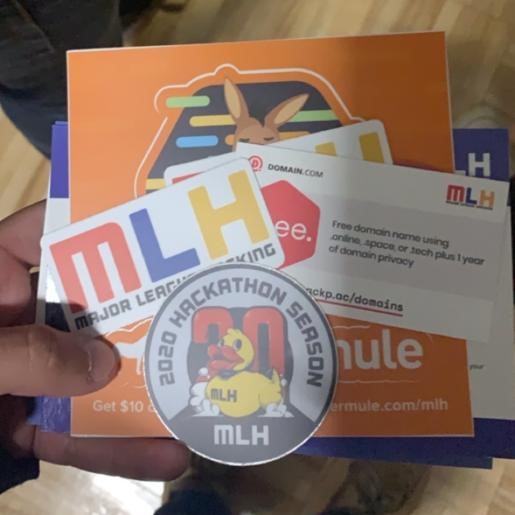 MLH
MAJOR LEAGUE HACKING
H
DOMAIN.COM
MLH
ee.
Free domain name using
.online, .space, or .tech plus 1 year
of domain privacy
ackp.ac/domains
mule
Get $10
ermule.com/mlh
H
your
2020 HACKATHON SEASON
20
MLH
MLH